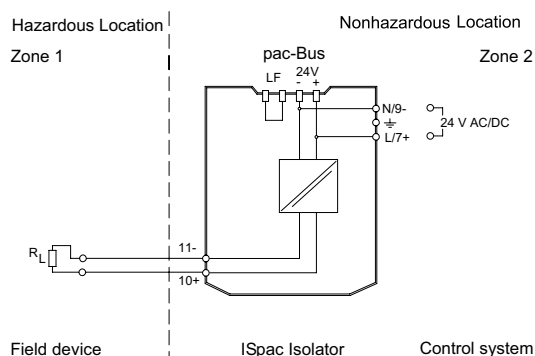 Hazardous Location
Nonhazardous Location
Zone 1
pac-Bus
Zone 2
LF
24V
- +
N/9-
24 V AC/DC
L/7+
RL
11-
10+
Field device
ISpac Isolator
Control system